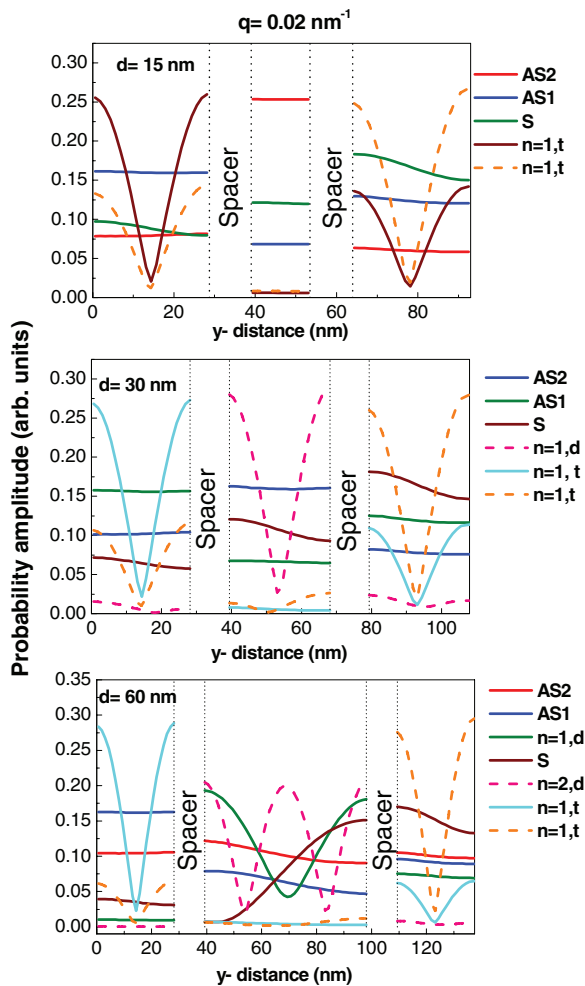 q= 0.02 nm⁻¹
d= 15 nm
0.30
0.25
0.20
0.15
0.10
0.05
0.00
Spacer
Spacer
0 20 40 60 80
y- distance (nm)
AS2
AS1
S
n=1,t
n=1,t
Probability amplitude (arb. units)
d= 30 nm
0.30
0.25
0.20
0.15
0.10
0.05
0.00
Spacer
Spacer
0 20 40 60 80 100
y- distance (nm)
AS2
AS1
S
n=1,d
n=1, t
n=1,t
d= 60 nm
0.35
0.30
0.25
0.20
0.15
0.10
0.05
0.00
Spacer
Spacer
0 20 40 60 80 100 120
y- distance (nm)
AS2
AS1
n=1,d
S
n=2,d
n=1,t
n=1,t